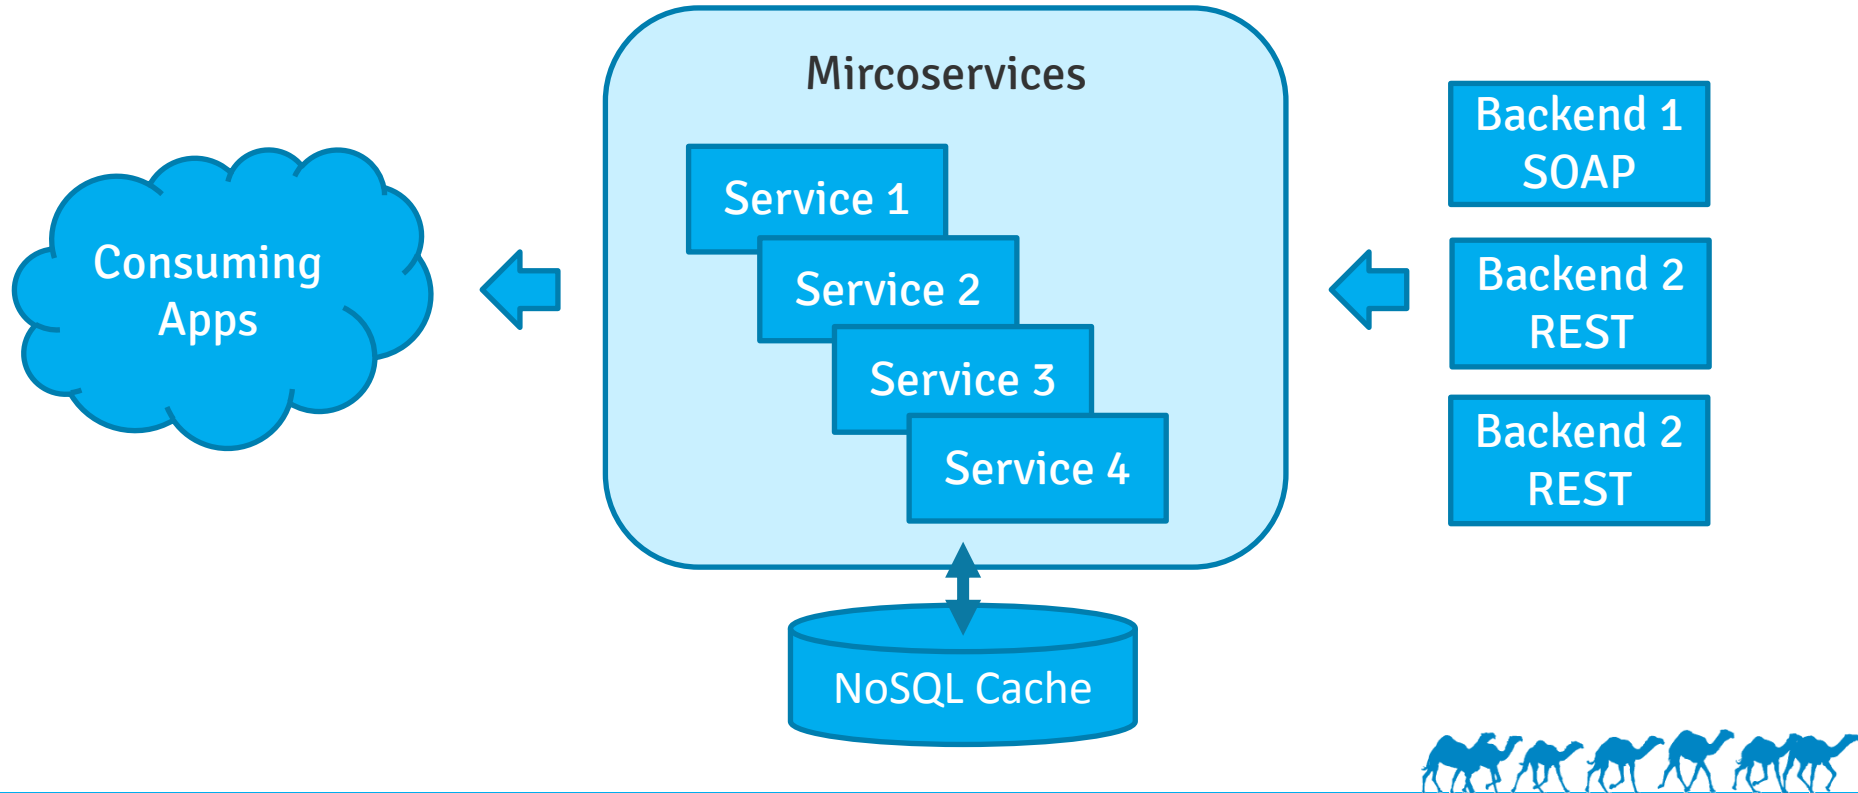 Mircoservices
Consuming
Apps
Service 1
Service 2
Service 3
Service 4
NoSQL Cache
Backend 1
SOAP
Backend 2
REST
Backend 2
REST